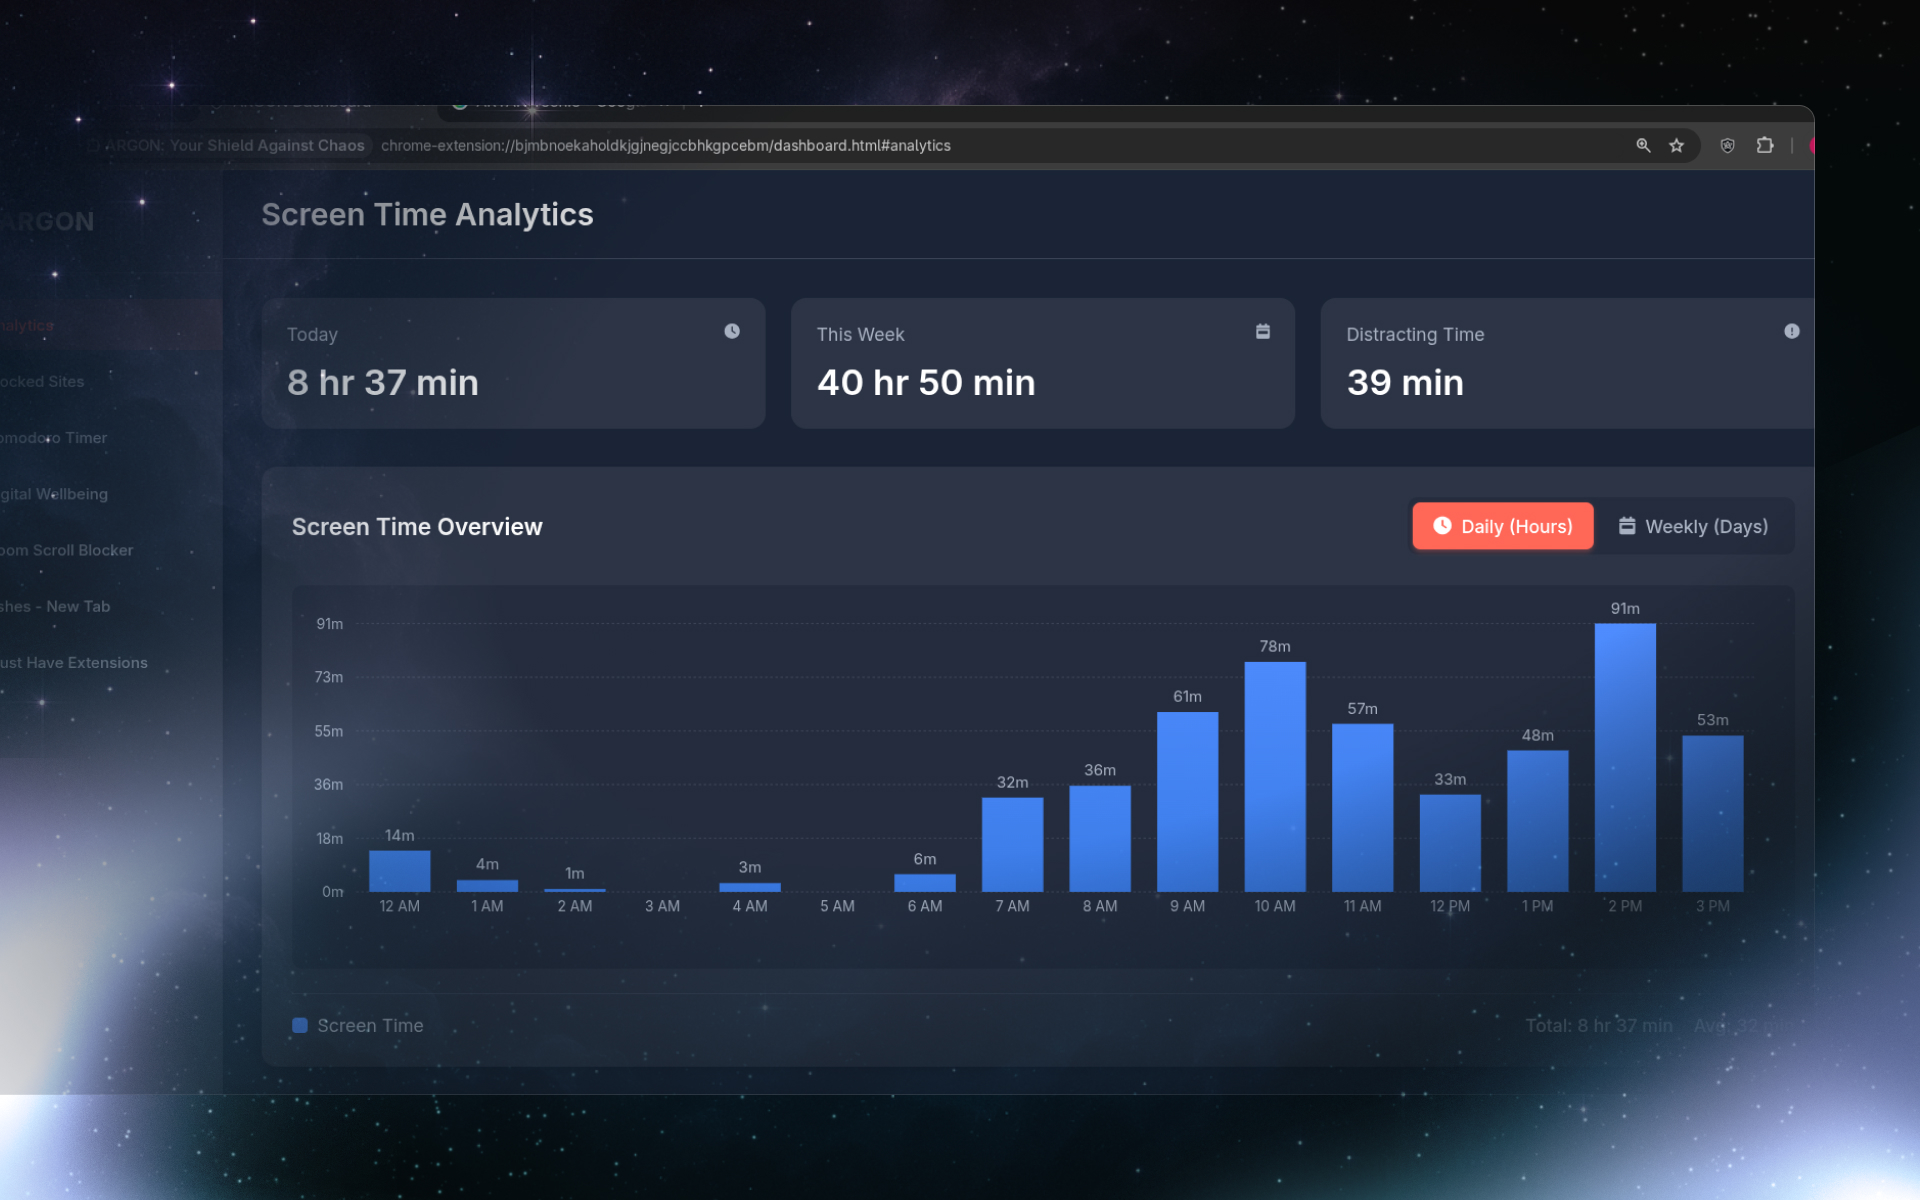 ARGON: Your Shield Against Chaos chrome-extension://bjmbnoekaholdkjgjnegjccbhkgpcebm/dashboard.html#analytics
ARGON
Screen Time Analytics
nalytics
ocked Sites
omodoro Timer
gital Wellbeing
oom Scroll Blocker
shes - New Tab
ust Have Extensions
Today
8 hr 37 min
This Week
40 hr 50 min
Distracting Time
39 min
Screen Time Overview
Daily (Hours) Weekly (Days)
91m
73m
55m
36m
18m
0m
14m 4m 1m 3m 6m 32m 36m 61m 78m 57m 33m 48m 91m 53m
12 AM 1 AM 2 AM 3 AM 4 AM 5 AM 6 AM 7 AM 8 AM 9 AM 10 AM 11 AM 12 PM 1 PM 2 PM 3 PM
Screen Time
Total: 8 hr 37 min Avg: 32 min